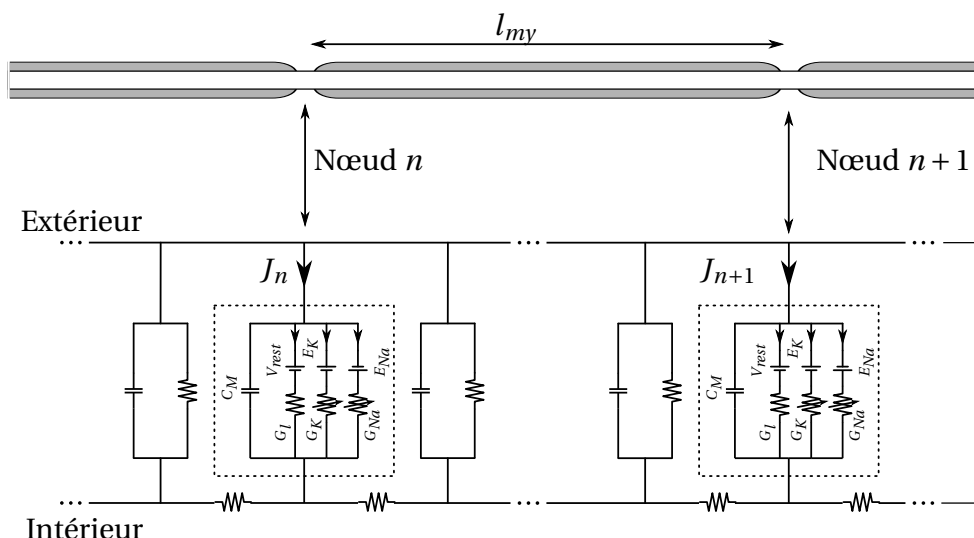 l_my
Nœud n
Nœud n + 1
Extérieur
... ... ...
J_n
J_{n+1}
C_M V_rest E_K E_Na
G_l G_K G_Na
C_M V_rest E_K E_Na
G_l G_K G_Na
... ... ...
Intérieur